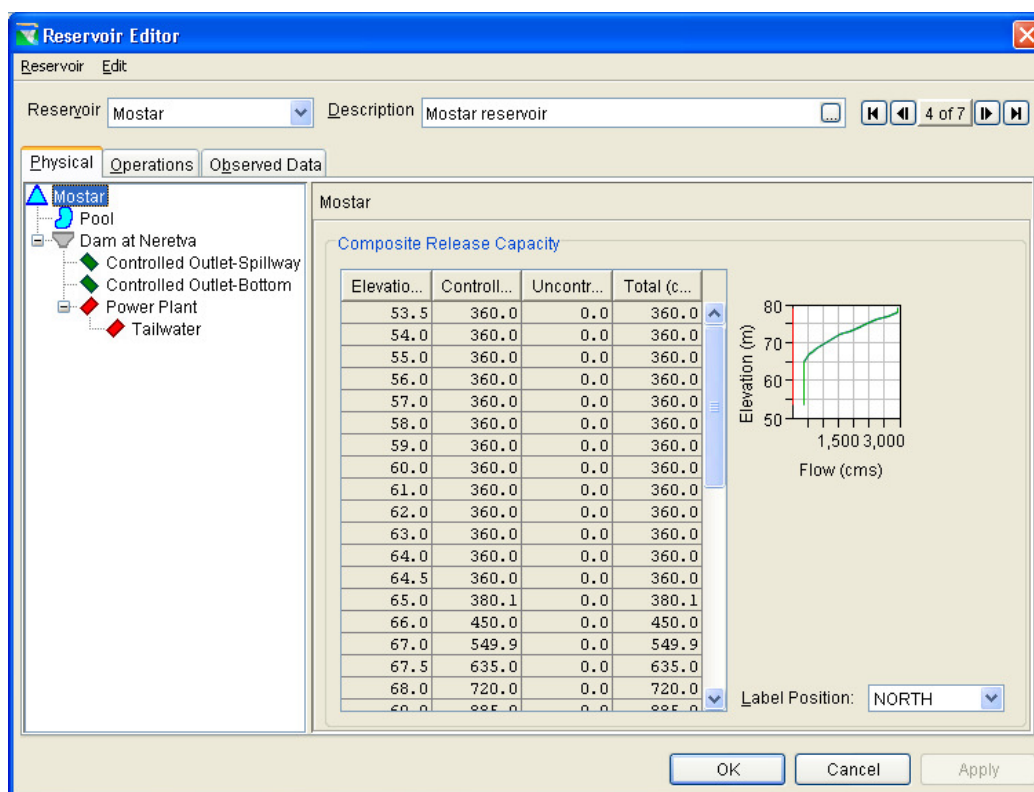 Reservoir Editor
Reservoir Edit
Reservoir Mostar Description Mostar reservoir ... 4 of 7
Physical Operations Observed Data
Mostar
Pool
Dam at Neretva
Controlled Outlet-Spillway
Controlled Outlet-Bottom
Power Plant
Tailwater
Mostar
Composite Release Capacity
Elevatio... Controll... Uncontr... Total (c...
53.5 360.0 0.0 360.0
54.0 360.0 0.0 360.0
55.0 360.0 0.0 360.0
56.0 360.0 0.0 360.0
57.0 360.0 0.0 360.0
58.0 360.0 0.0 360.0
59.0 360.0 0.0 360.0
60.0 360.0 0.0 360.0
61.0 360.0 0.0 360.0
62.0 360.0 0.0 360.0
63.0 360.0 0.0 360.0
64.0 360.0 0.0 360.0
64.5 360.0 0.0 360.0
65.0 380.1 0.0 380.1
66.0 450.0 0.0 450.0
67.0 549.9 0.0 549.9
67.5 635.0 0.0 635.0
68.0 720.0 0.0 720.0
69.0 885.0 0.0 885.0
80
70
60
50
Elevation (m)
1,500 3,000
Flow (cms)
Label Position: NORTH
OK Cancel Apply